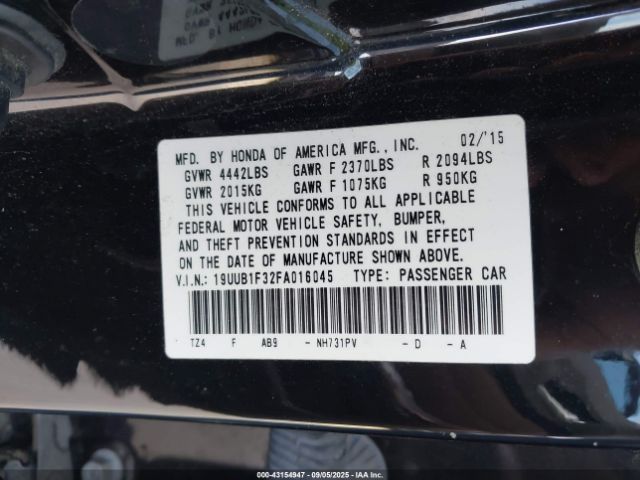 MFD. BY HONDA OF AMERICA MFG., INC. 02/'15
GVWR 4442LBS GAWR F 2370LBS R 2094LBS
GVWR 2015KG GAWR F 1075KG R 950KG
THIS VEHICLE CONFORMS TO ALL APPLICABLE
FEDERAL MOTOR VEHICLE SAFETY, BUMPER,
AND THEFT PREVENTION STANDARDS IN EFFECT
ON THE DATE OF MANUFACTURE SHOWN ABOVE.
V.I.N.: 19UUB1F32FA016045 TYPE: PASSENGER CAR
TZ4 F AB9 - NH731PV - D - A
000-43154947 - 09/05/2025 - IAA, Inc.